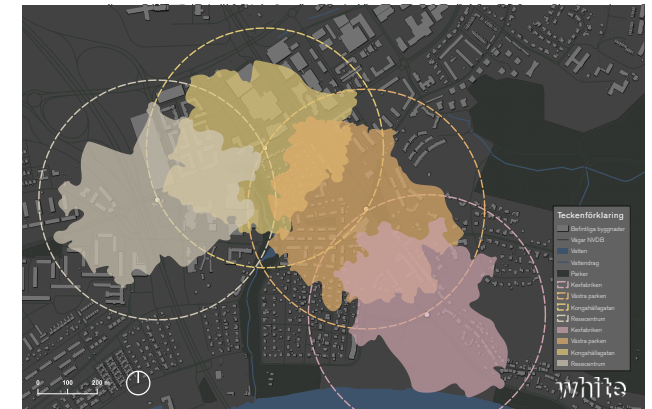 Teckenförklaring
Befintliga byggnader
Vägar NVDB
Vatten
Vattendrag
Parker
Kexfabriken
Västra parken
Kongahällagatan
Resecentrum
Kexfabriken
Västra parken
Kongahällagatan
Resecentrum
0 100 200 m
white